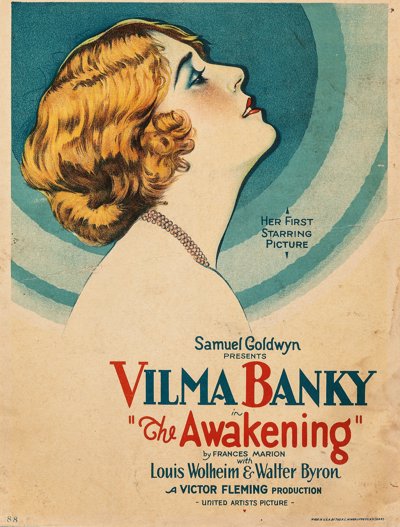 HER FIRST
STARRING
PICTURE
SAMUEL GOLDWYN
PRESENTS
VILMA BANKY
in
"The Awakening"
by FRANCES MARION
with
LOUIS WOLHEIM & WALTER BYRON
A VICTOR FLEMING PRODUCTION
- UNITED ARTISTS PICTURE -
88